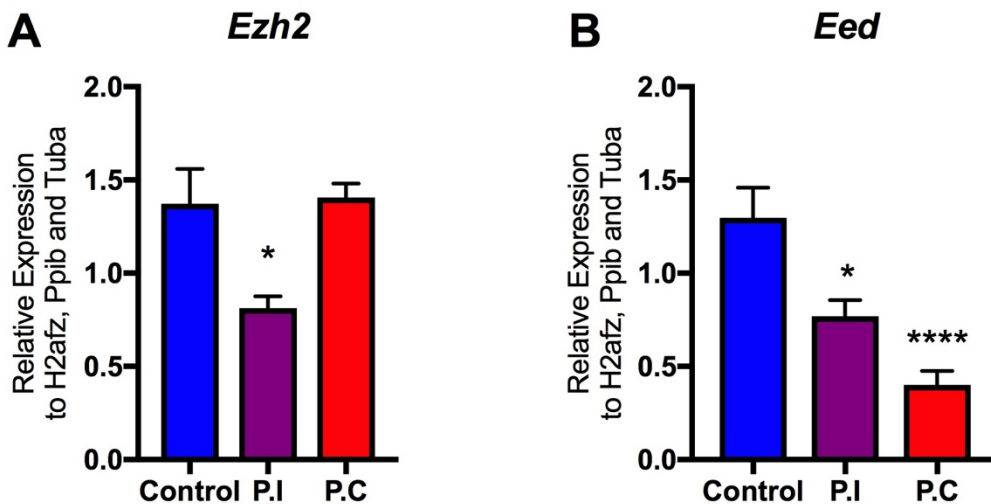 A
Ezh2
Relative Expression
to H2afz, Ppib and Tuba
2.0
1.5
1.0
0.5
0.0
*
Control
P.I
P.C
B
Eed
Relative Expression
to H2afz, Ppib and Tuba
2.0
1.5
1.0
0.5
0.0
*
****
Control
P.I
P.C